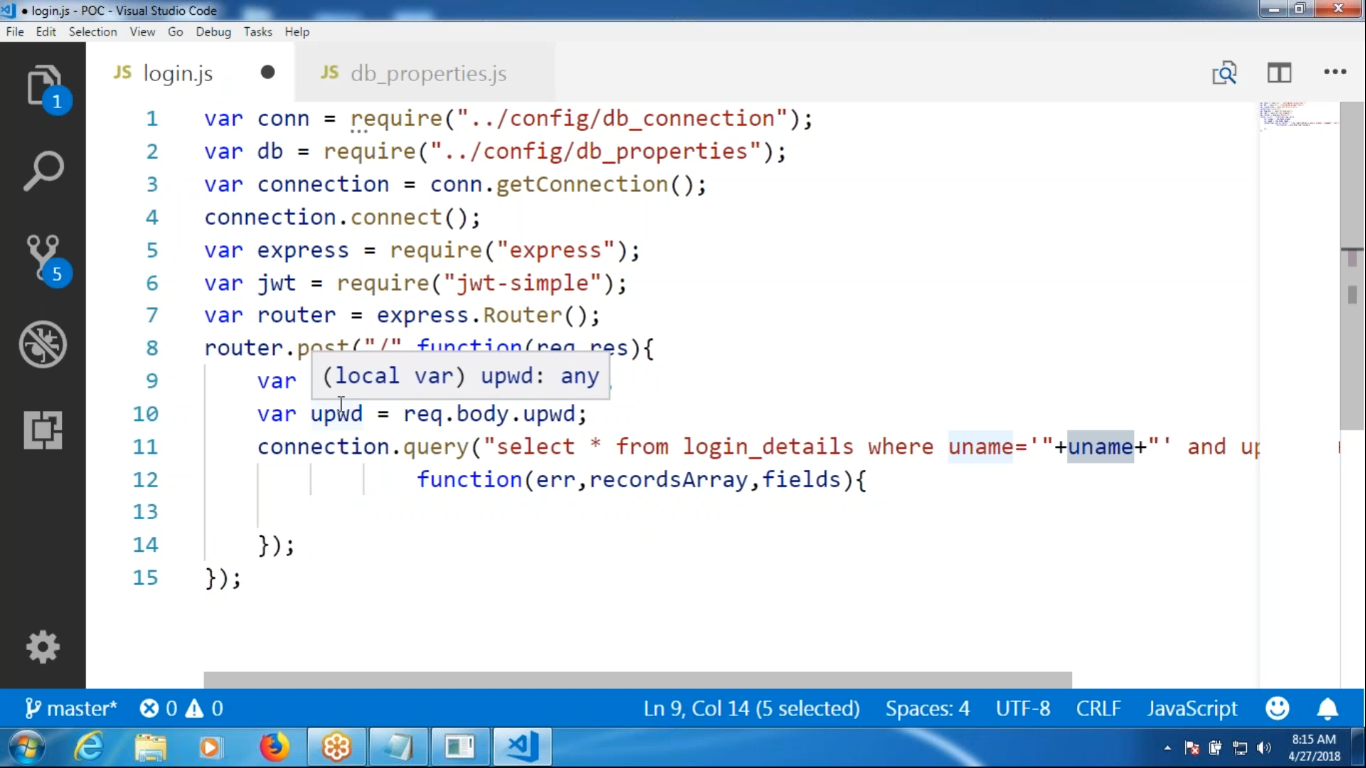 ● login.js - POC - Visual Studio Code
File Edit Selection View Go Debug Tasks Help
1
5
JS login.js ●
JS db_properties.js
1 var conn = require("../config/db_connection");
2 var db = require("../config/db_properties");
3 var connection = conn.getConnection();
4 connection.connect();
5 var express = require("express");
6 var jwt = require("jwt-simple");
7 var router = express.Router();
8 router.post("/" function(req res){
(local var) upwd: any
9 var
10 var upwd = req.body.upwd;
11 connection.query("select * from login_details where uname='"+uname+"' and
12 function(err,recordsArray,fields){
13
14 });
15 });
master* 0 0 Ln 9, Col 14 (5 selected) Spaces: 4 UTF-8 CRLF JavaScript
8:15 AM
4/27/2018